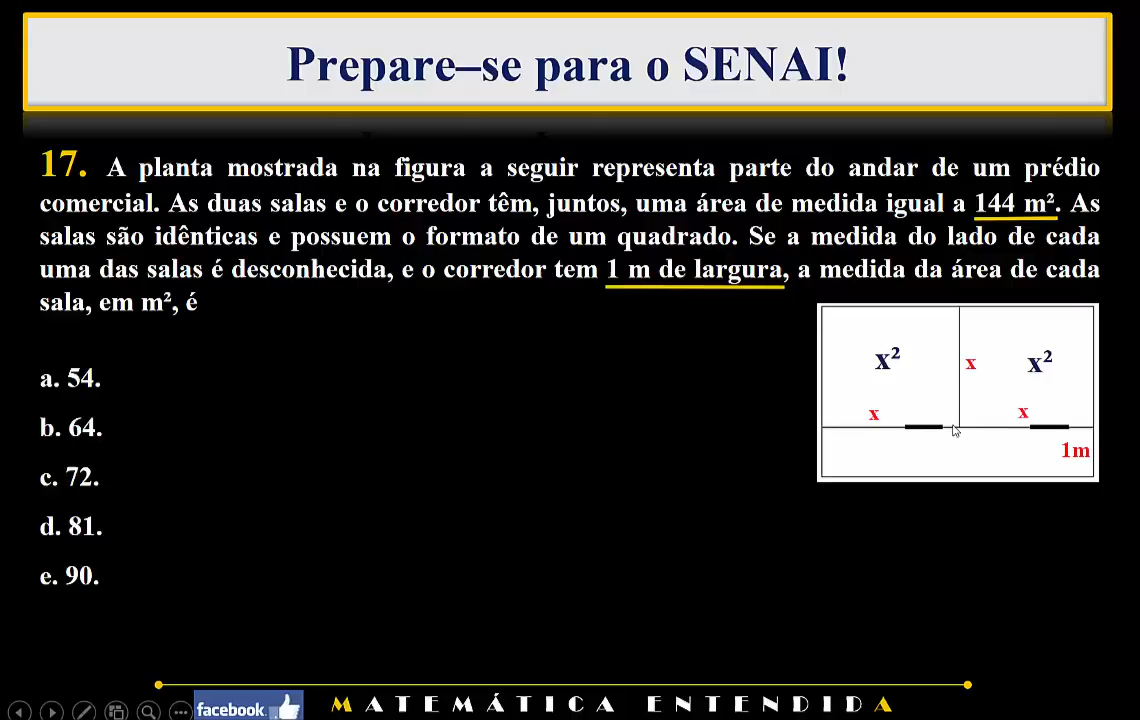 Prepare–se para o SENAI!
17. A planta mostrada na figura a seguir representa parte do andar de um prédio
comercial. As duas salas e o corredor têm, juntos, uma área de medida igual a 144 m². As
salas são idênticas e possuem o formato de um quadrado. Se a medida do lado de cada
uma das salas é desconhecida, e o corredor tem 1 m de largura, a medida da área de cada
sala, em m², é
x²
x
x²
x
x
1m
a. 54.
b. 64.
c. 72.
d. 81.
e. 90.
facebook
MATEMÁTICA ENTENDIDA